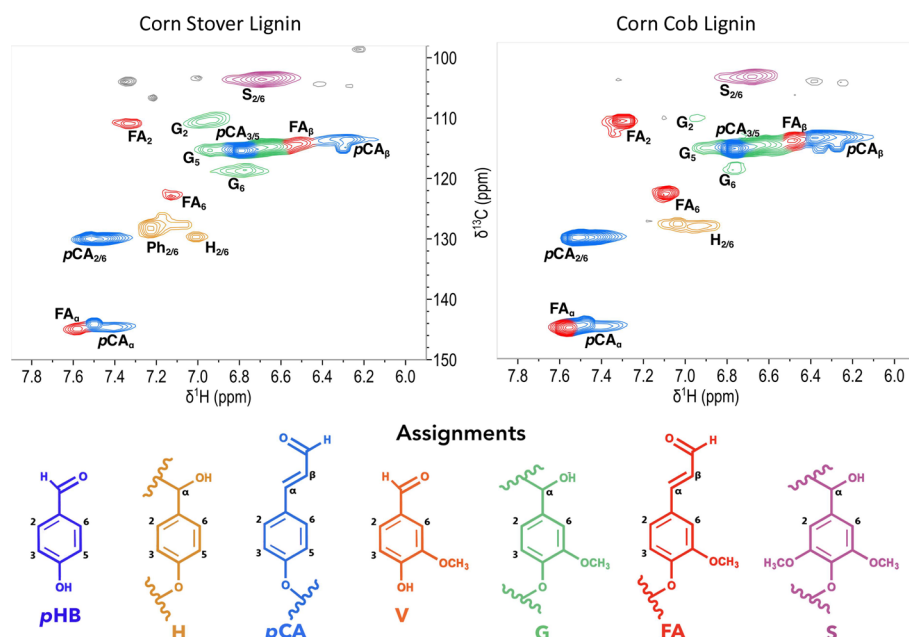 Corn Stover Lignin
Corn Cob Lignin
S2/6
G2
pCA3/5
FAβ
FA2
G5
pCAβ
G6
FA6
pCA2/6
Ph2/6
H2/6
FAα
pCAα
100
110
120
130
140
150
δ13C (ppm)
7.8 7.6 7.4 7.2 7.0 6.8 6.6 6.4 6.2 6.0
δ1H (ppm)
S2/6
G2
pCA3/5
FAβ
FA2
G5
pCAβ
G6
FA6
H2/6
pCA2/6
FAα
pCAα
7.8 7.6 7.4 7.2 7.0 6.8 6.6 6.4 6.2 6.0
δ1H (ppm)
Assignments
H O
2 6
3 5
OH
pHB
OH
α
2 6
3 5
O
H
O H
β
α
2 6
3 5
O
pCA
H O
2 6
3 OCH3
OH
V
OH
α
2 6
3 OCH3
O
G
O H
β
α
2 6
3 OCH3
O
FA
OH
α
2 6
H3CO OCH3
O
S